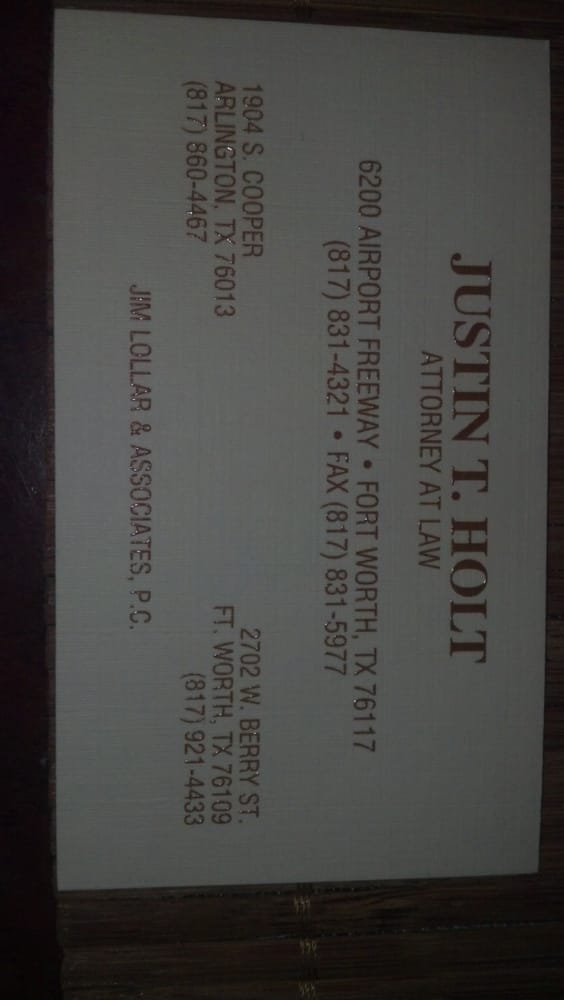 JUSTIN T. HOLT
ATTORNEY AT LAW
6200 AIRPORT FREEWAY • FORT WORTH, TX 76117
(817) 831-4321 • FAX (817) 831-5977
1904 S. COOPER
ARLINGTON, TX 76013
(817) 860-4467
2702 W. BERRY ST.
FT. WORTH, TX 76109
(817) 921-4433
JIM LOLLAR & ASSOCIATES, P.C.